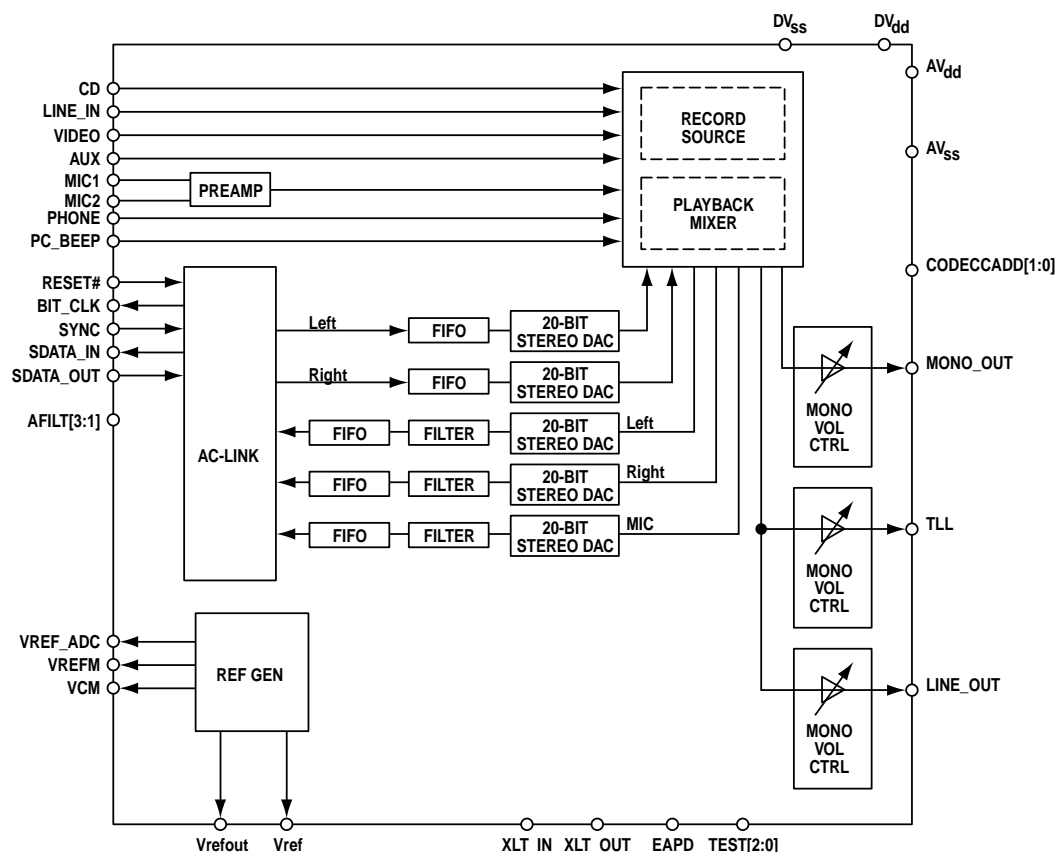 DVss
DVdd
AVdd
AVss
CODECCADD[1:0]
MONO_OUT
TLL
LINE_OUT
CD
LINE_IN
VIDEO
AUX
MIC1
MIC2
PHONE
PC_BEEP
RESET#
BIT_CLK
SYNC
SDATA_IN
SDATA_OUT
AFILT[3:1]
VREF_ADC
VREFM
VCM
PREAMP
RECORD
SOURCE
PLAYBACK
MIXER
AC-LINK
Left
FIFO
20-BIT
STEREO DAC
Right
FIFO
20-BIT
STEREO DAC
FIFO
FILTER
20-BIT
STEREO DAC
Left
FIFO
FILTER
20-BIT
STEREO DAC
Right
FIFO
FILTER
20-BIT
STEREO DAC
MIC
MONO
VOL
CTRL
MONO
VOL
CTRL
MONO
VOL
CTRL
REF GEN
Vrefout
Vref
XLT_IN
XLT_OUT
EAPD
TEST[2:0]